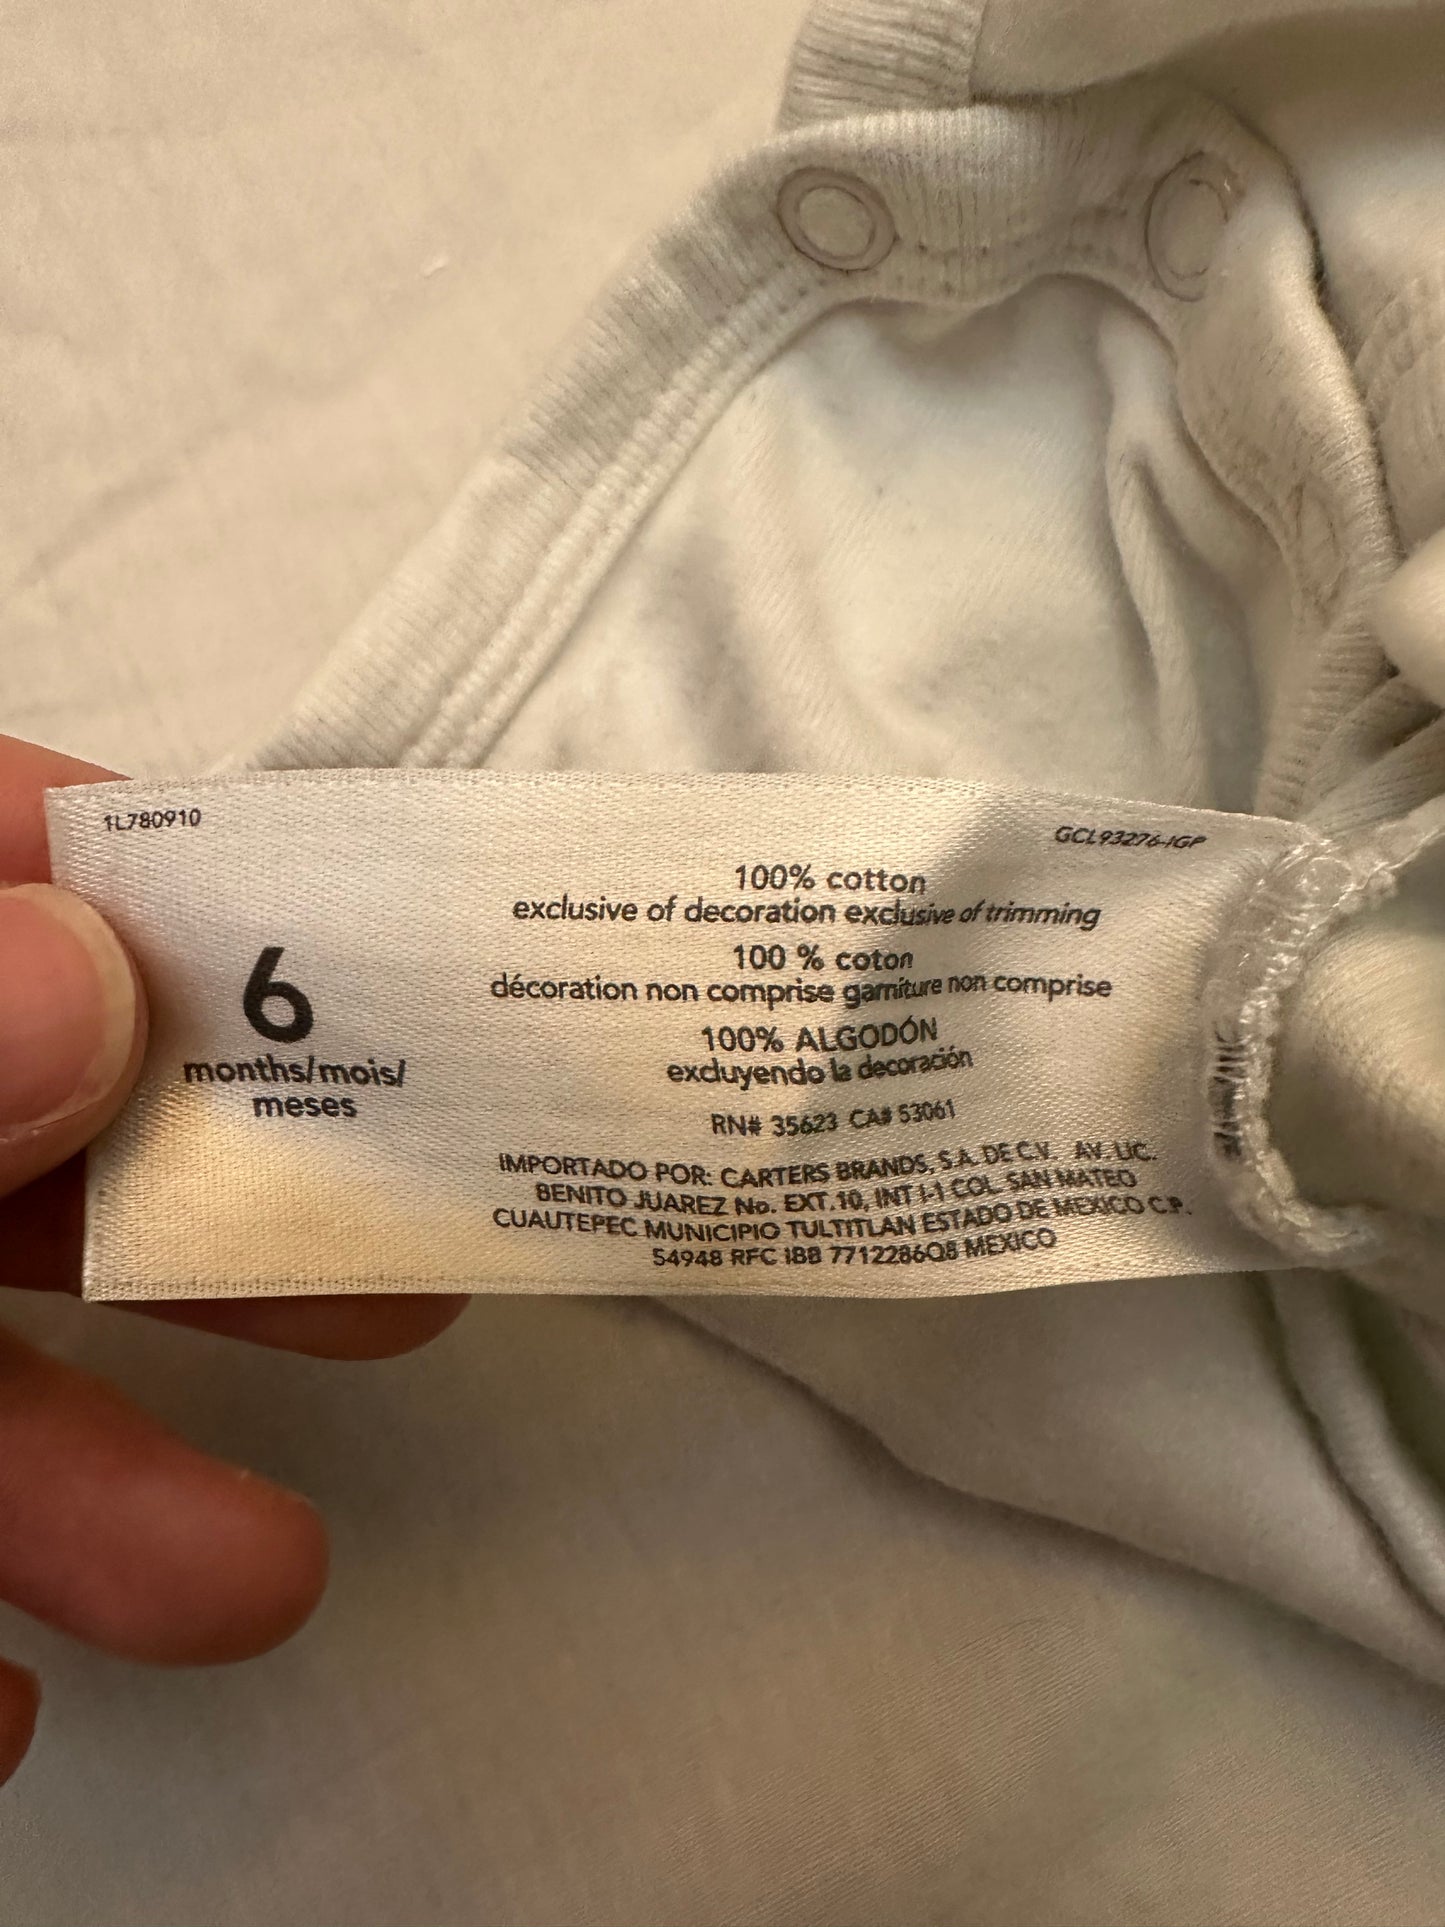 1L780910
GCL93276-IGP
6
months/mois/
meses
100% cotton
exclusive of decoration exclusive of trimming
100 % coton
décoration non comprise garniture non comprise
100% ALGODÓN
excluyendo la decoración
RN# 35623 CA# 53061
IMPORTADO POR: CARTERS BRANDS, S.A. DE C.V. AV. LIC.
BENITO JUAREZ No. EXT.10, INT I-1 COL. SAN MATEO
CUAUTEPEC MUNICIPIO TULTITLAN ESTADO DE MEXICO C.P.
54948 RFC IBB 7712286Q8 MEXICO